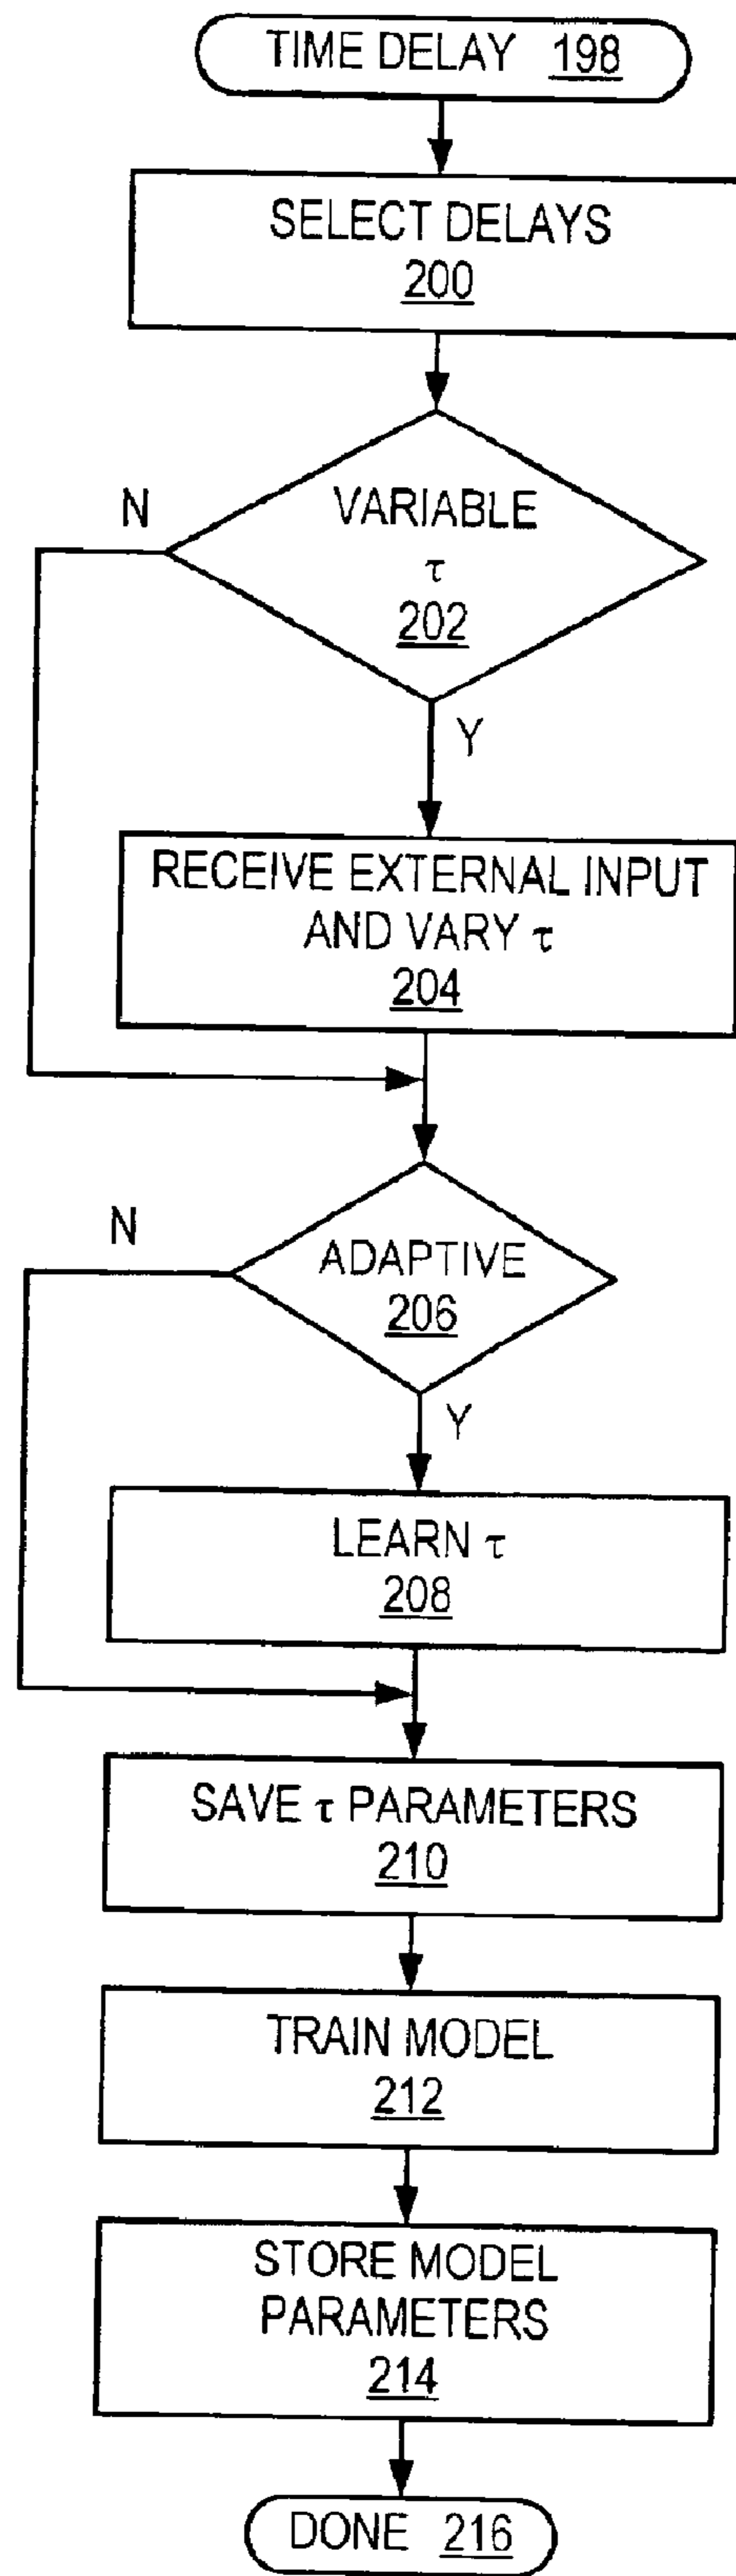 TIME DELAY 198
SELECT DELAYS
200
N
VARIABLE
τ
202
Y
RECEIVE EXTERNAL INPUT
AND VARY τ
204
N
ADAPTIVE
206
Y
LEARN τ
208
SAVE τ PARAMETERS
210
TRAIN MODEL
212
STORE MODEL
PARAMETERS
214
DONE 216